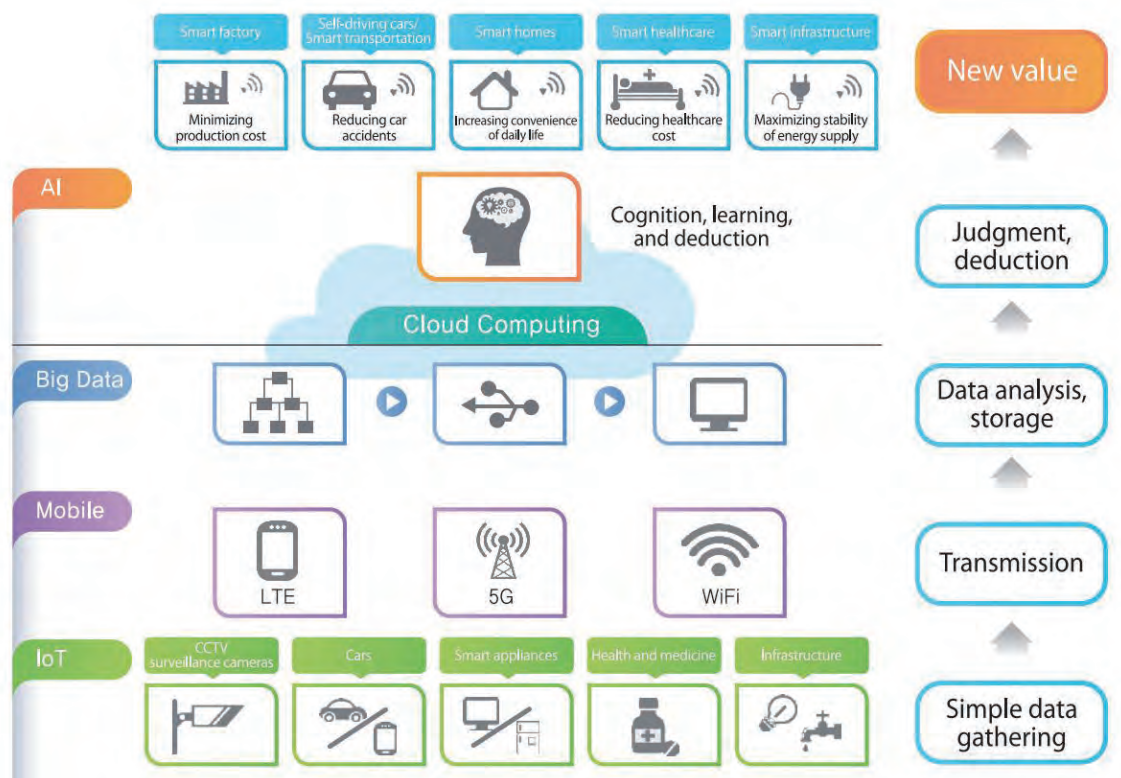 Smart factory
Self-driving cars/
Smart transportation
Smart homes
Smart healthcare
Smart infrastructure
Minimizing
production cost
Reducing car
accidents
Increasing convenience
of daily life
Reducing healthcare
cost
Maximizing stability
of energy supply
New value
AI
Cognition, learning,
and deduction
Judgment,
deduction
Cloud Computing
Big Data
Data analysis,
storage
Mobile
LTE
5G
WiFi
Transmission
IoT
CCTV
surveillance cameras
Cars
Smart appliances
Health and medicine
Infrastructure
Simple data
gathering